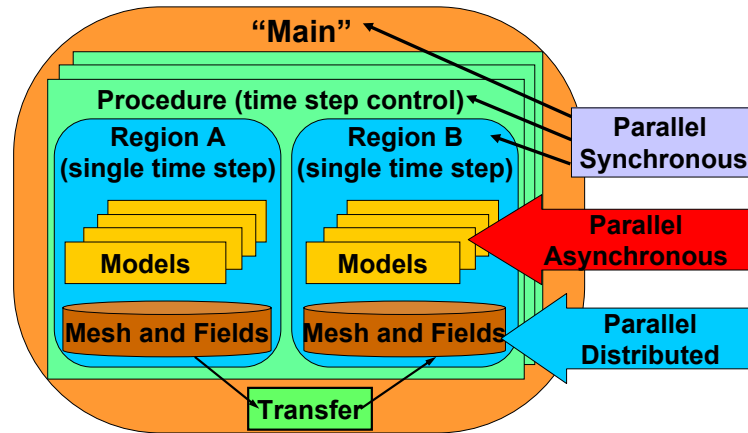 “Main”
Procedure (time step control)
Region A
(single time step)
Region B
(single time step)
Models
Models
Mesh and Fields
Mesh and Fields
Transfer
Parallel
Synchronous
Parallel
Asynchronous
Parallel
Distributed